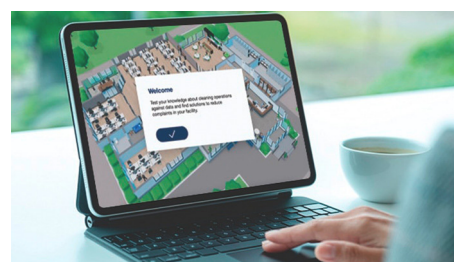 Welcome
Test your knowledge about cleaning operations
against data and find solutions to reduce
complaints in your facility.